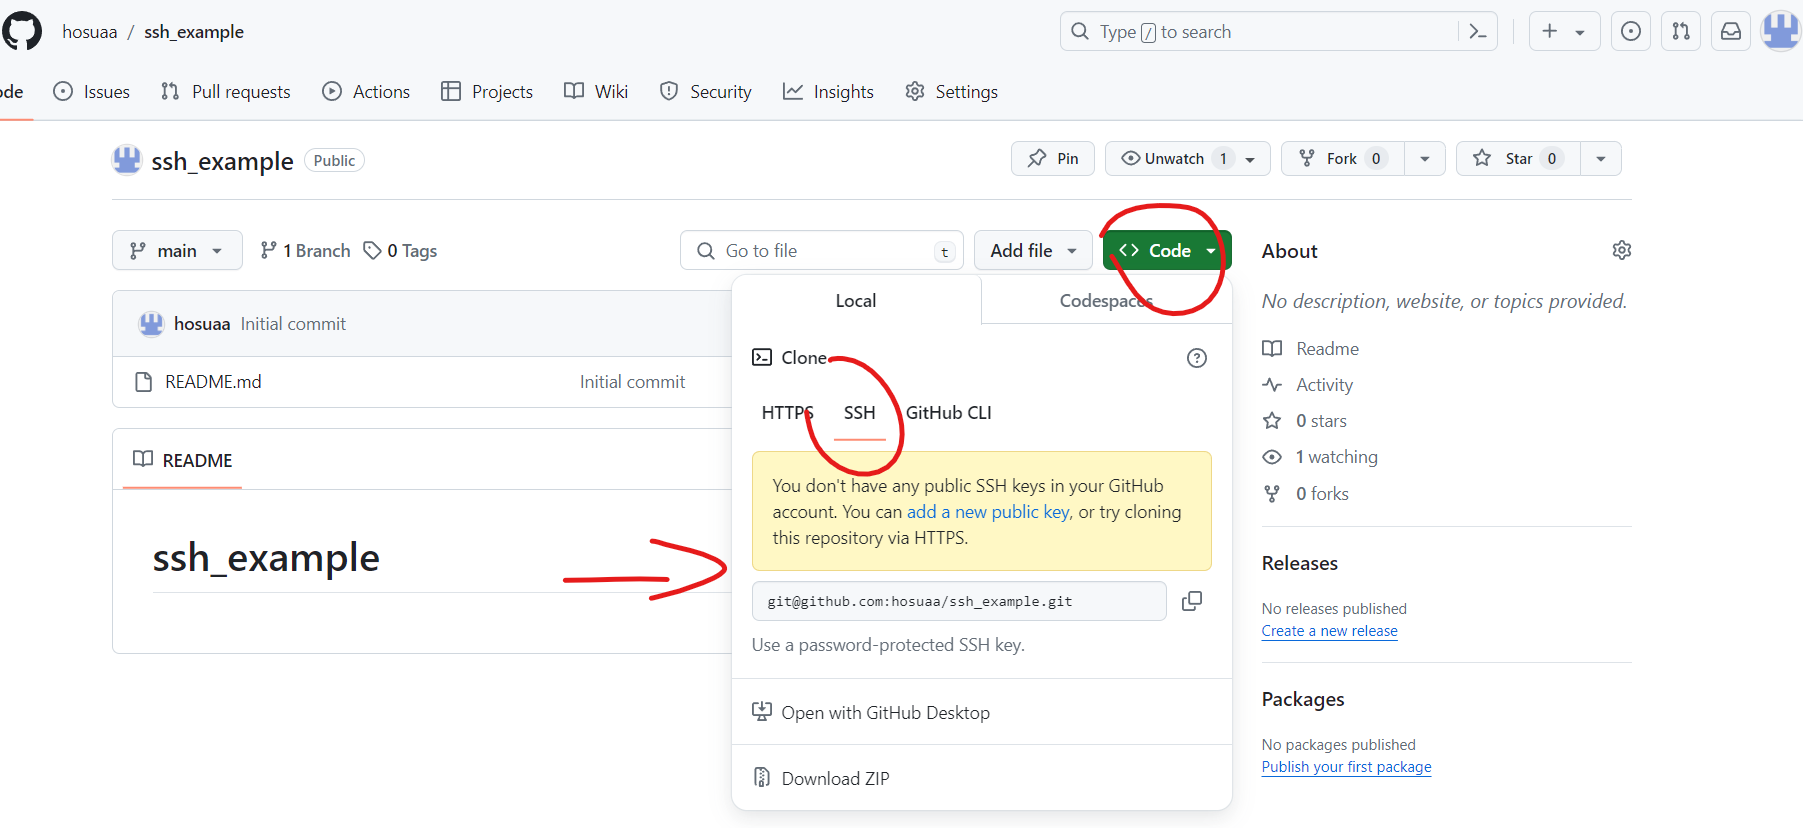 hosuaa / ssh_example
Type / to search
ode Issues Pull requests Actions Projects Wiki Security Insights Settings
ssh_example Public
Pin Unwatch 1 Fork 0 Star 0
main 1 Branch 0 Tags Go to file t Add file <> Code
hosuaa Initial commit
README.md Initial commit
README
ssh_example
Local Codespaces
Clone
HTTPS SSH GitHub CLI
You don't have any public SSH keys in your GitHub
account. You can add a new public key, or try cloning
this repository via HTTPS.
git@github.com:hosuaa/ssh_example.git
Use a password-protected SSH key.
Open with GitHub Desktop
Download ZIP
About
No description, website, or topics provided.
Readme
Activity
0 stars
1 watching
0 forks
Releases
No releases published
Create a new release
Packages
No packages published
Publish your first package